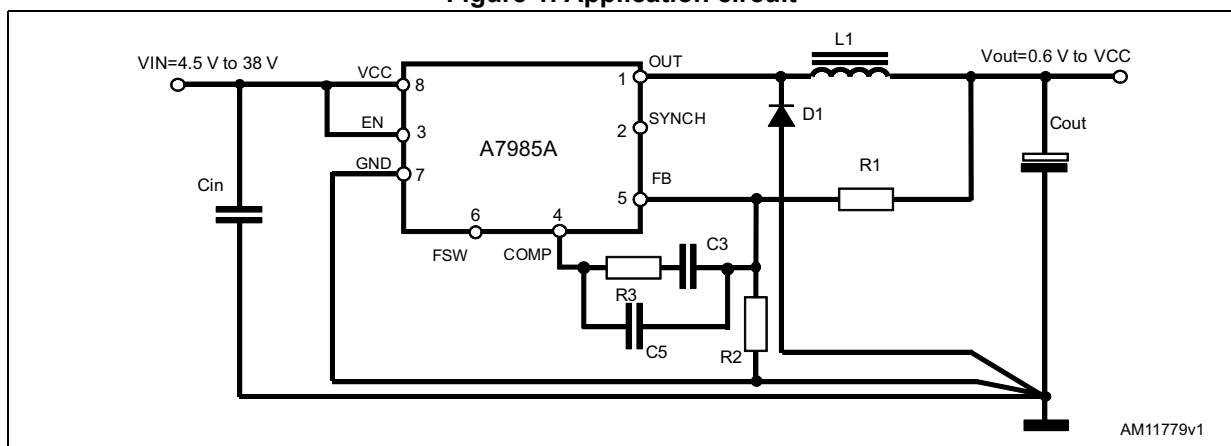 Figure 1. Application circuit
L1
VIN=4.5 V to 38 V
OUT
Vout=0.6 V to VCC
VCC
8
1
EN
3
SYNCH
2
D1
Cout
A7985A
GND
7
FB
5
R1
Cin
6
4
FSW
COMP
C3
R3
C5
R2
AM11779v1